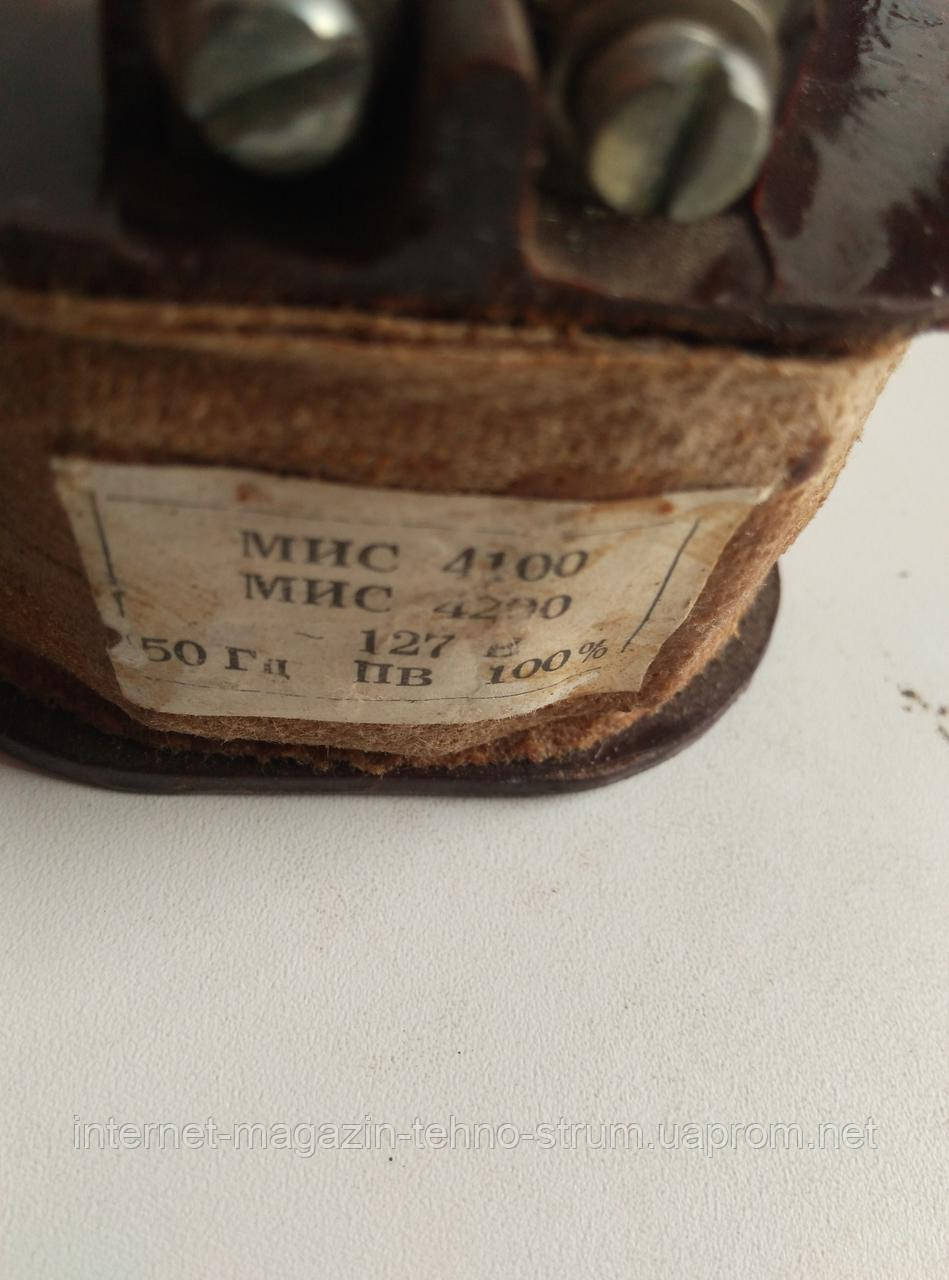 МИС 4100
МИС 4200
~ 127 в
50 Гц ПВ 100%
internet-magazin-tehno-strum.uaprom.net